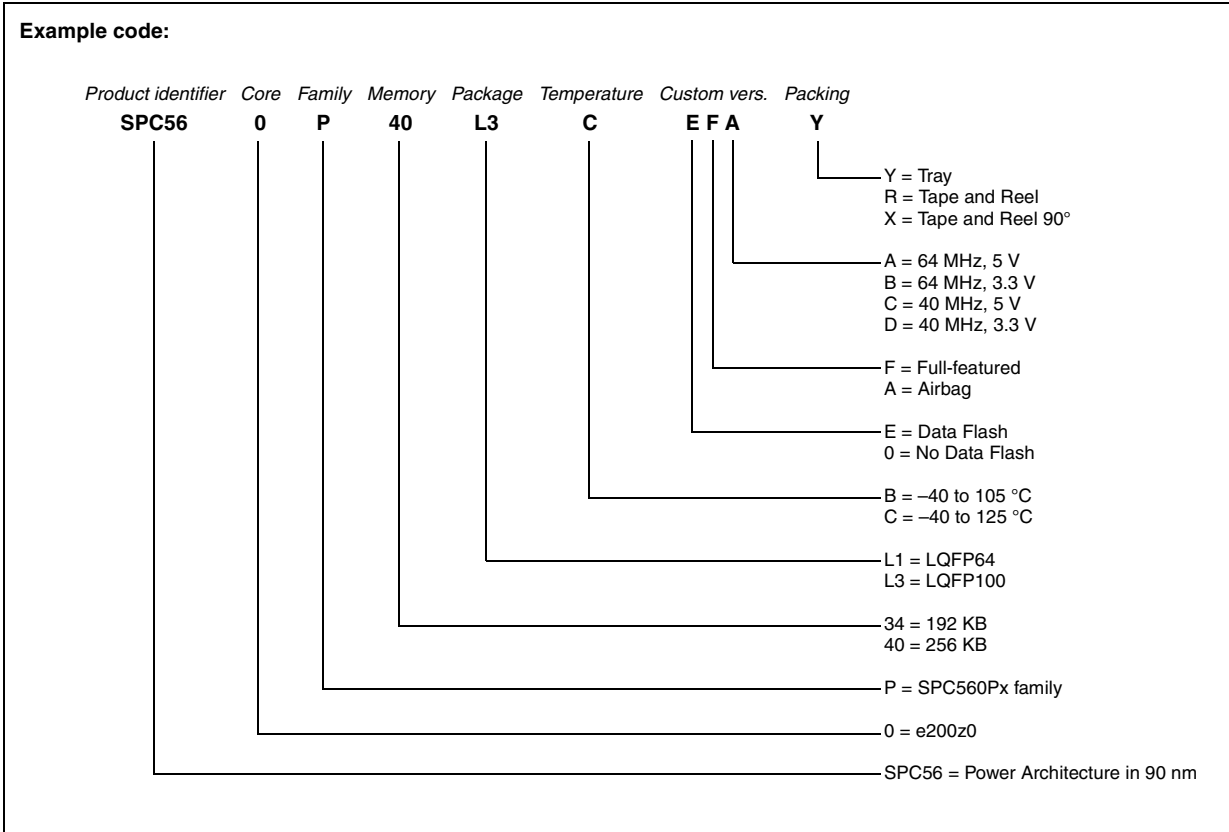 Example code:
Product identifier Core Family Memory Package Temperature Custom vers. Packing
SPC56 0 P 40 L3 C E F A Y
Y = Tray
R = Tape and Reel
X = Tape and Reel 90°
A = 64 MHz, 5 V
B = 64 MHz, 3.3 V
C = 40 MHz, 5 V
D = 40 MHz, 3.3 V
F = Full-featured
A = Airbag
E = Data Flash
0 = No Data Flash
B = –40 to 105 °C
C = –40 to 125 °C
L1 = LQFP64
L3 = LQFP100
34 = 192 KB
40 = 256 KB
P = SPC560Px family
0 = e200z0
SPC56 = Power Architecture in 90 nm